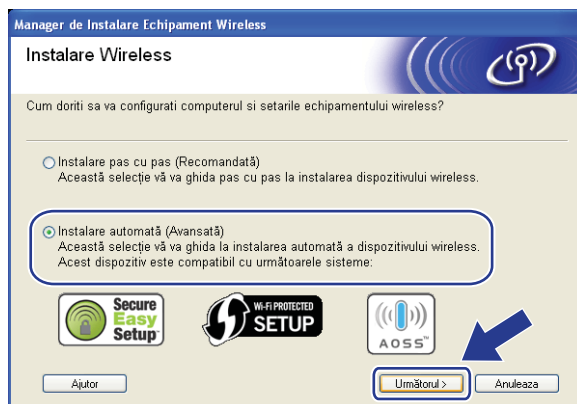 Manager de Instalare Echipament Wireless
Instalare Wireless
Cum doriti sa va configurati computerul si setarile echipamentului wireless?
Instalare pas cu pas (Recomandată)
Această selecție vă va ghida pas cu pas la instalarea dispozitivului wireless.
Instalare automată (Avansată)
Această selecție vă va ghida la instalarea automată a dispozitivului wireless.
Acest dispozitiv este compatibil cu următoarele sisteme:
Secure
Easy
Setup
WI-FI PROTECTED
SETUP
AOSS™
Ajutor
Următorul >
Anuleaza